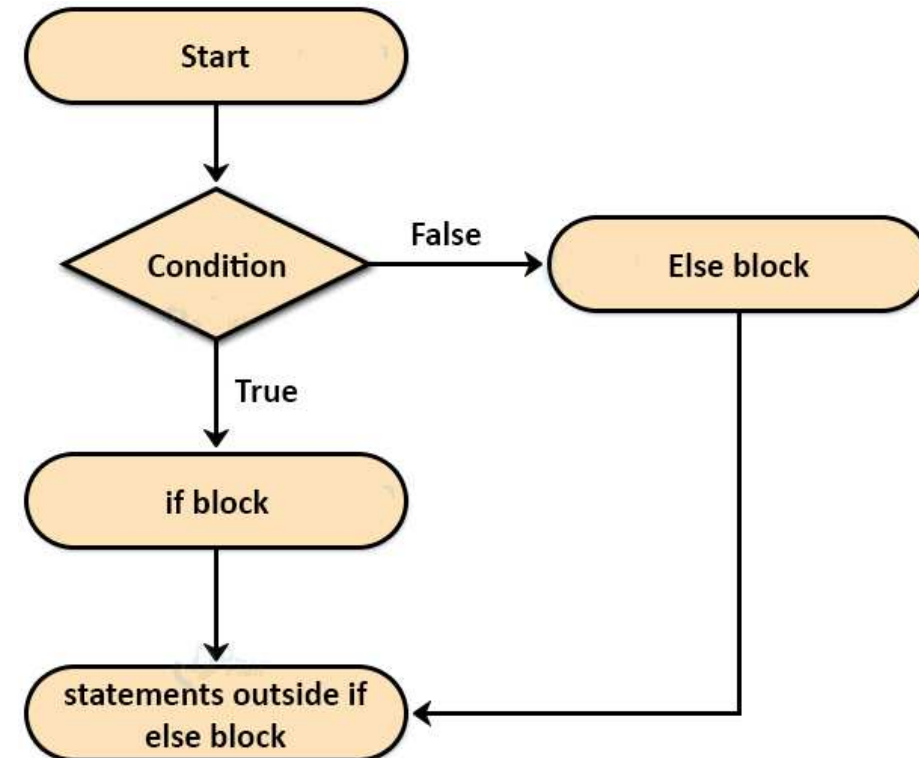 Start
Condition
False
Else block
True
if block
statements outside if
else block